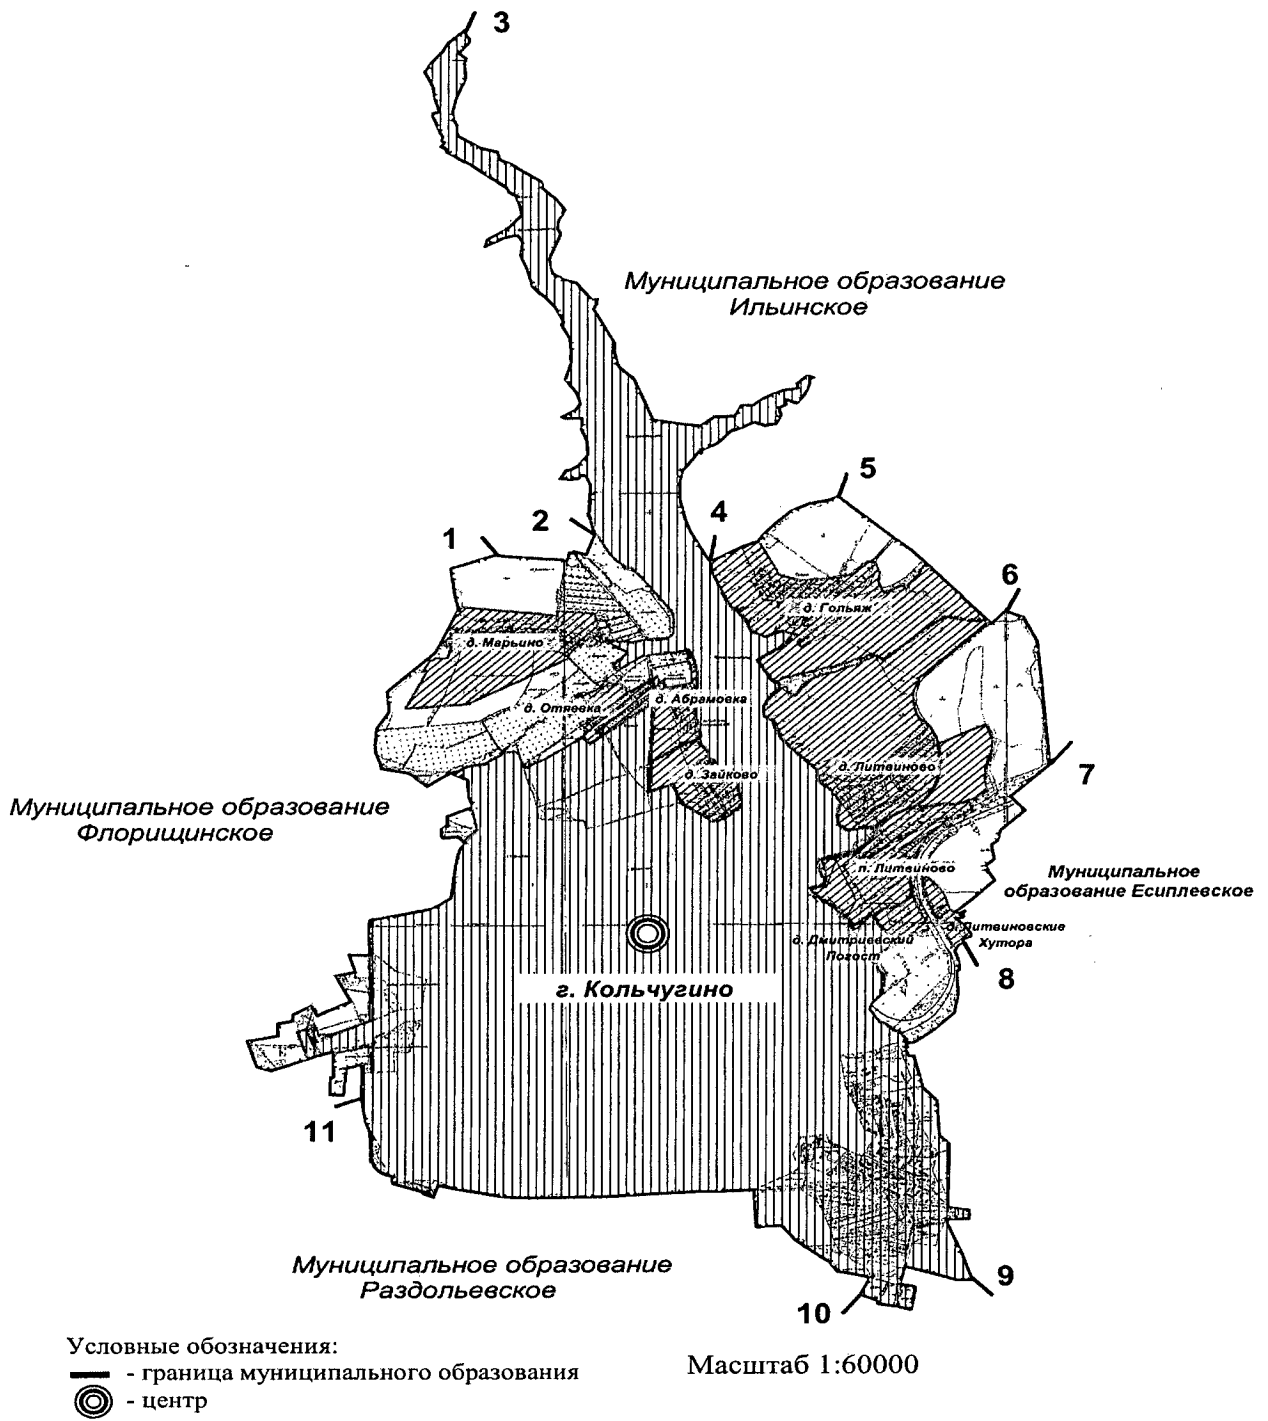 3
Муниципальное образование
Ильинское
5
4
2
1
6
д. Гольяж
д. Марьино
д. Абрамовка
д. Отяевка
д. Зайково
д. Литвиново
7
Муниципальное образование
Флорищинское
п. Литвиново
Муниципальное
образование Есиплевское
д. Литвиновские
Хутора
д. Дмитриевский
Погост
8
г. Кольчугино
11
Муниципальное образование
Раздольевское
9
10
Условные обозначения:
- граница муниципального образования
- центр
Масштаб 1:60000